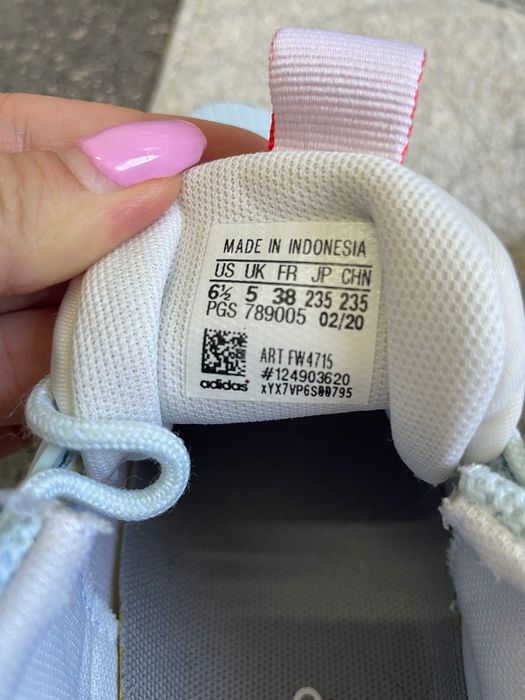 MADE IN INDONESIA
US UK FR JP CHN
6½ 5 38 235 235
PGS 789005 02/20
ART FW4715
#124903620
adidas